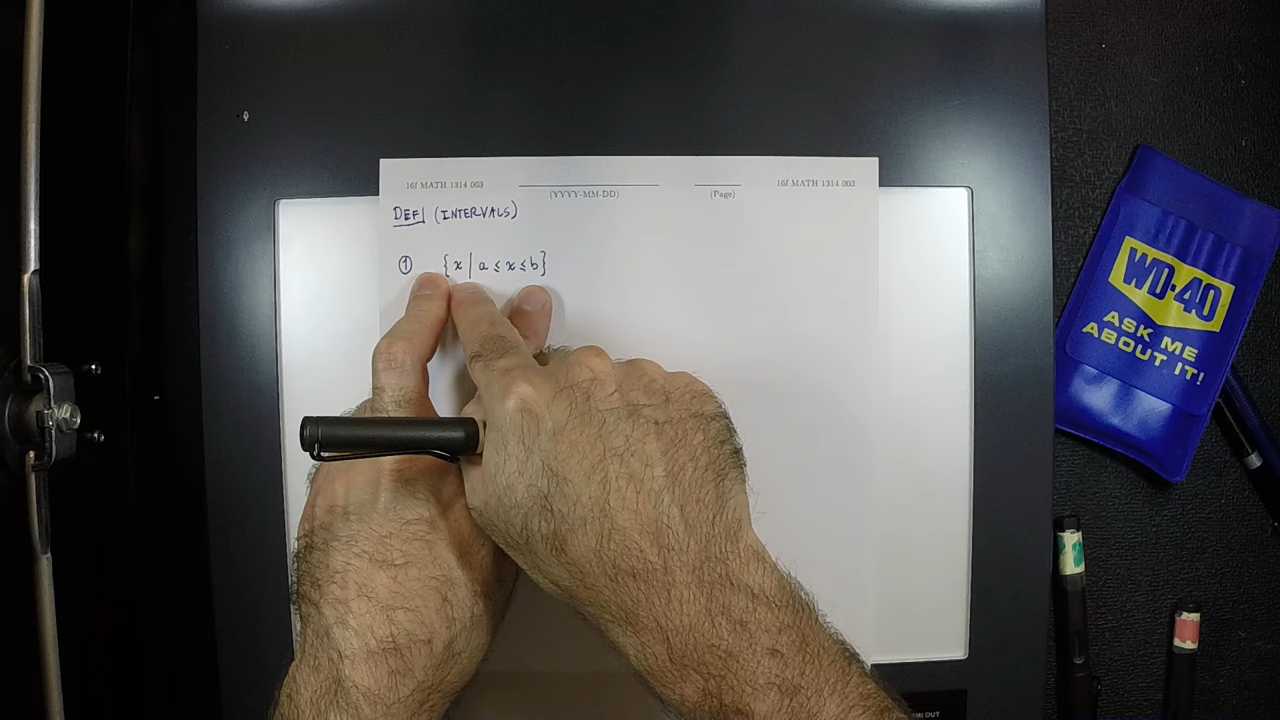 16f MATH 1314 003 (YYYY-MM-DD) (Page) 16f MATH 1314 003
DEF (INTERVALS)
① {x | a ≤ x ≤ b}
WD-40
ASK ME
ABOUT IT!
OUT